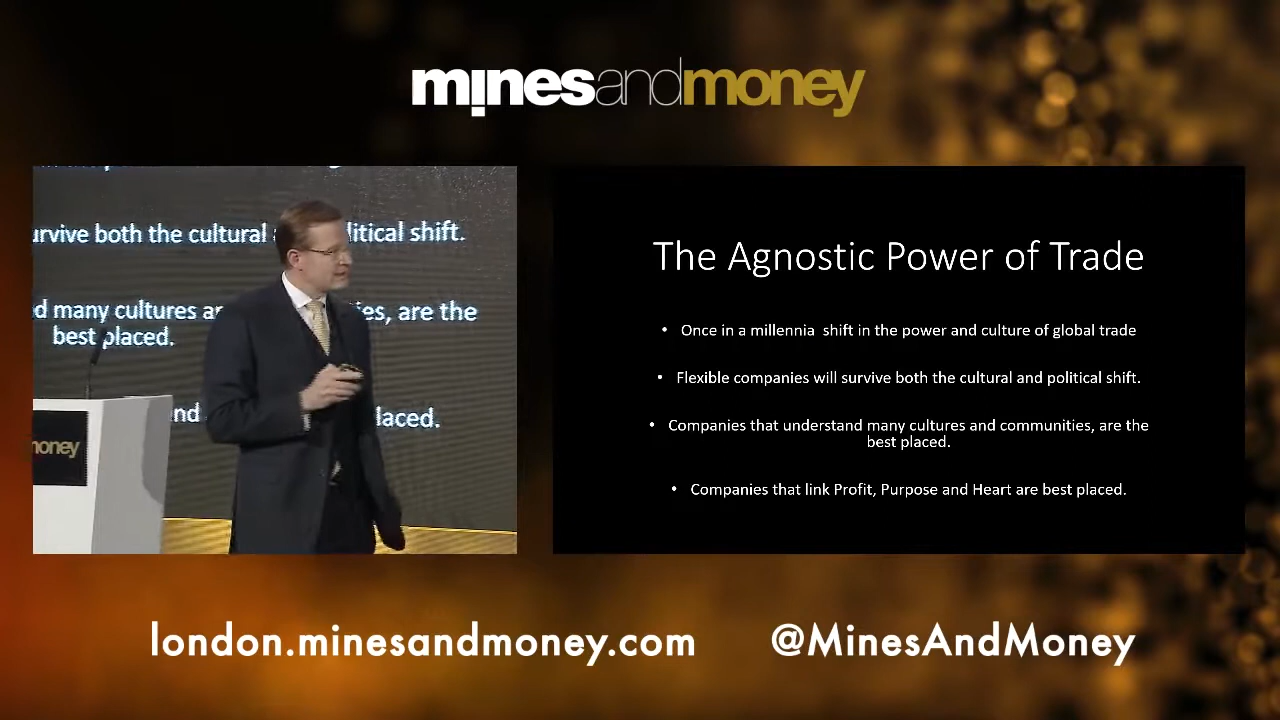 minesandmoney
urvive both the cultural litical shift.
d many cultures es, are the
best placed.
nd laced.
money
The Agnostic Power of Trade
• Once in a millennia shift in the power and culture of global trade
• Flexible companies will survive both the cultural and political shift.
• Companies that understand many cultures and communities, are the
best placed.
• Companies that link Profit, Purpose and Heart are best placed.
london.minesandmoney.com @MinesAndMoney